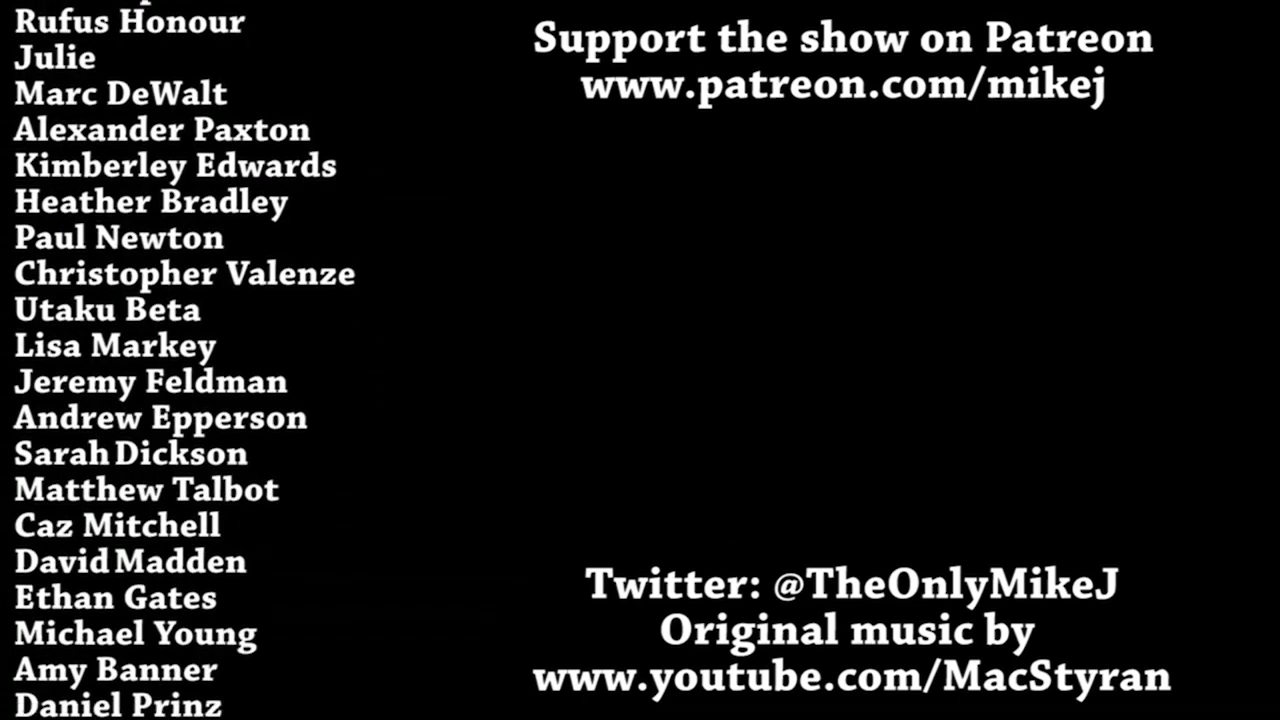 Rufus Honour
Julie
Marc DeWalt
Alexander Paxton
Kimberley Edwards
Heather Bradley
Paul Newton
Christopher Valenze
Utaku Beta
Lisa Markey
Jeremy Feldman
Andrew Epperson
Sarah Dickson
Matthew Talbot
Caz Mitchell
David Madden
Ethan Gates
Michael Young
Amy Banner
Daniel Prinz
Support the show on Patreon
www.patreon.com/mikej
Twitter: @TheOnlyMikeJ
Original music by
www.youtube.com/MacStyran